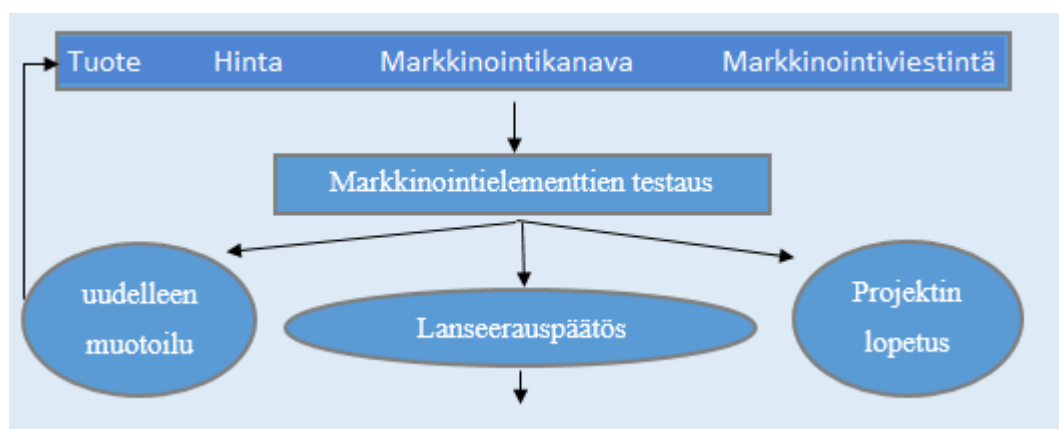 Tuote Hinta Markkinointikanava Markkinointiviestintä
Markkinointielementtien testaus
uudelleen
muotoilu
Lanseerauspäätös
Projektin
lopetus